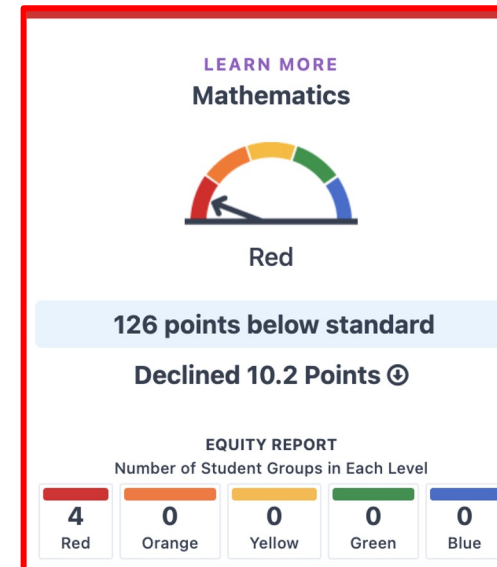 LEARN MORE
Mathematics
Red
126 points below standard
Declined 10.2 Points
EQUITY REPORT
Number of Student Groups in Each Level
4 0 0 0 0
Red Orange Yellow Green Blue